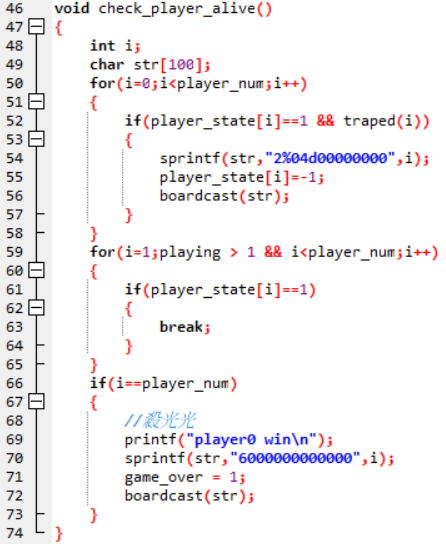 46 void check_player_alive()
47 {
48 int i;
49 char str[100];
50 for(i=0;i<player_num;i++)
51 {
52 if(player_state[i]==1 && traped(i))
53 {
54 sprintf(str,"2%04d00000000",i);
55 player_state[i]=-1;
56 boardcast(str);
57 }
58 }
59 for(i=1;playing > 1 && i<player_num;i++)
60 {
61 if(player_state[i]==1)
62 {
63 break;
64 }
65 }
66 if(i==player_num)
67 {
68 //殺光光
69 printf("player0 win\n");
70 sprintf(str,"6000000000000",i);
71 game_over = 1;
72 boardcast(str);
73 }
74 }